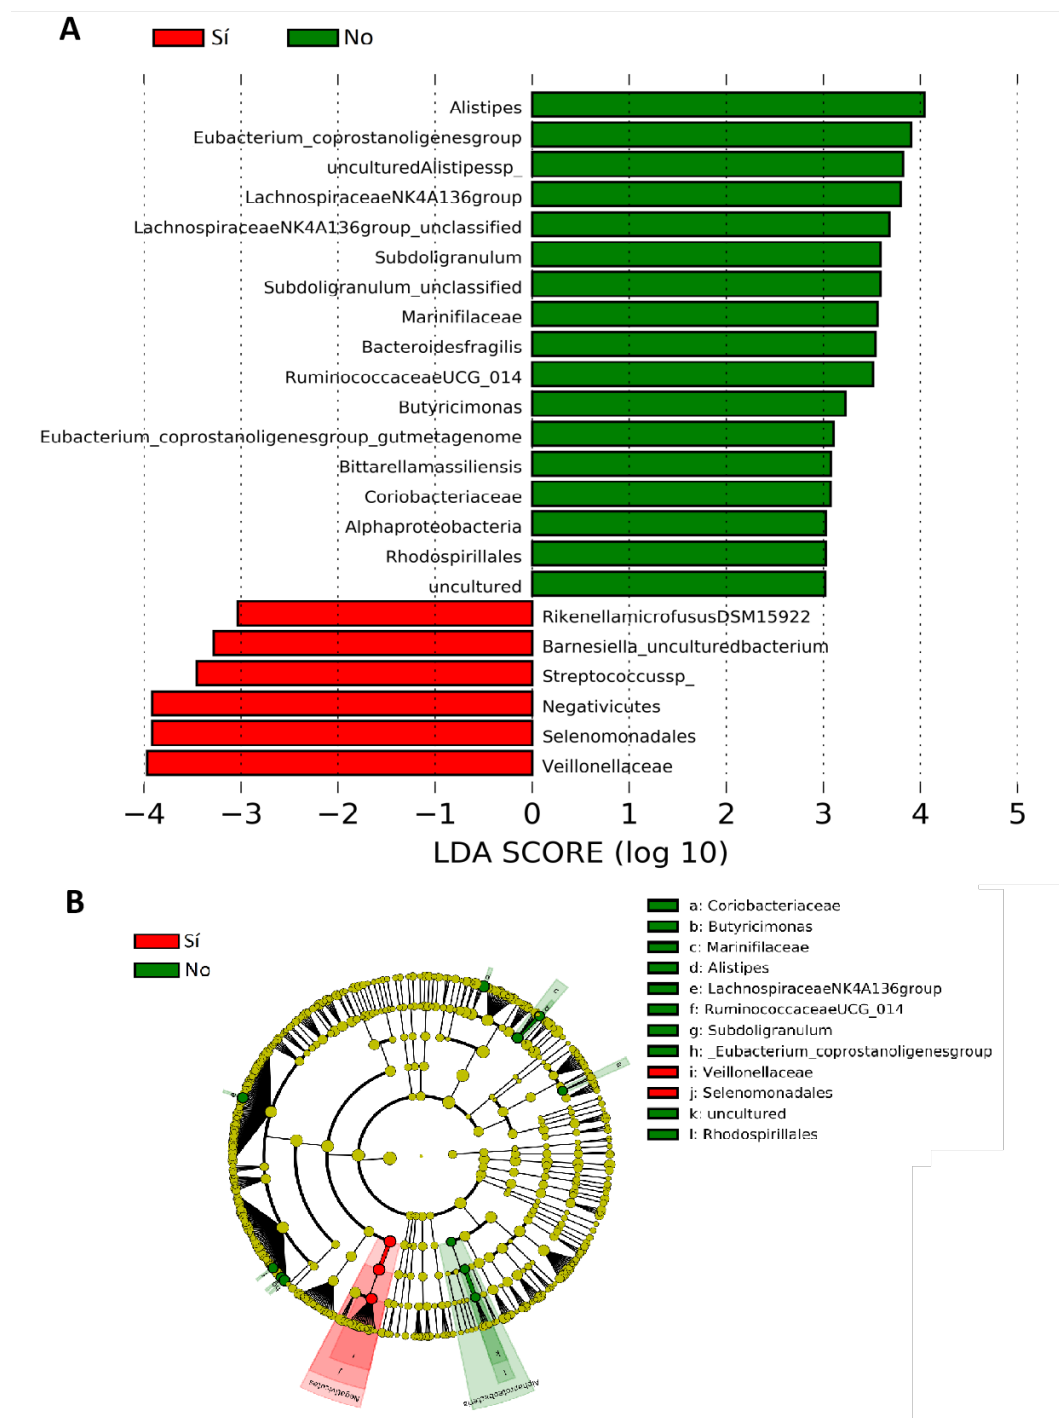 A
Sí No
Alistipes
Eubacterium_coprostanoligenesgroup
unculturedAlistipessp_
LachnospiraceaeNK4A136group
LachnospiraceaeNK4A136group_unclassified
Subdoligranulum
Subdoligranulum_unclassified
Marinifilaceae
Bacteroidesfragilis
RuminococcaceaeUCG_014
Butyricimonas
Eubacterium_coprostanoligenesgroup_gutmetagenome
Bittarellamassiliensis
Coriobacteriaceae
Alphaproteobacteria
Rhodospirillales
uncultured
RikenellamicrofususDSM15922
Barnesiella_unculturedbacterium
Streptococcussp_
Negativicutes
Selenomonadales
Veillonellaceae
−4 −3 −2 −1 0 1 2 3 4 5
LDA SCORE (log 10)
B
Sí
No
a: Coriobacteriaceae
b: Butyricimonas
c: Marinifilaceae
d: Alistipes
e: LachnospiraceaeNK4A136group
f: RuminococcaceaeUCG_014
g: Subdoligranulum
h: _Eubacterium_coprostanoligenesgroup
i: Veillonellaceae
j: Selenomonadales
k: uncultured
l: Rhodospirillales
Negativicutes
Alphaproteobacteria